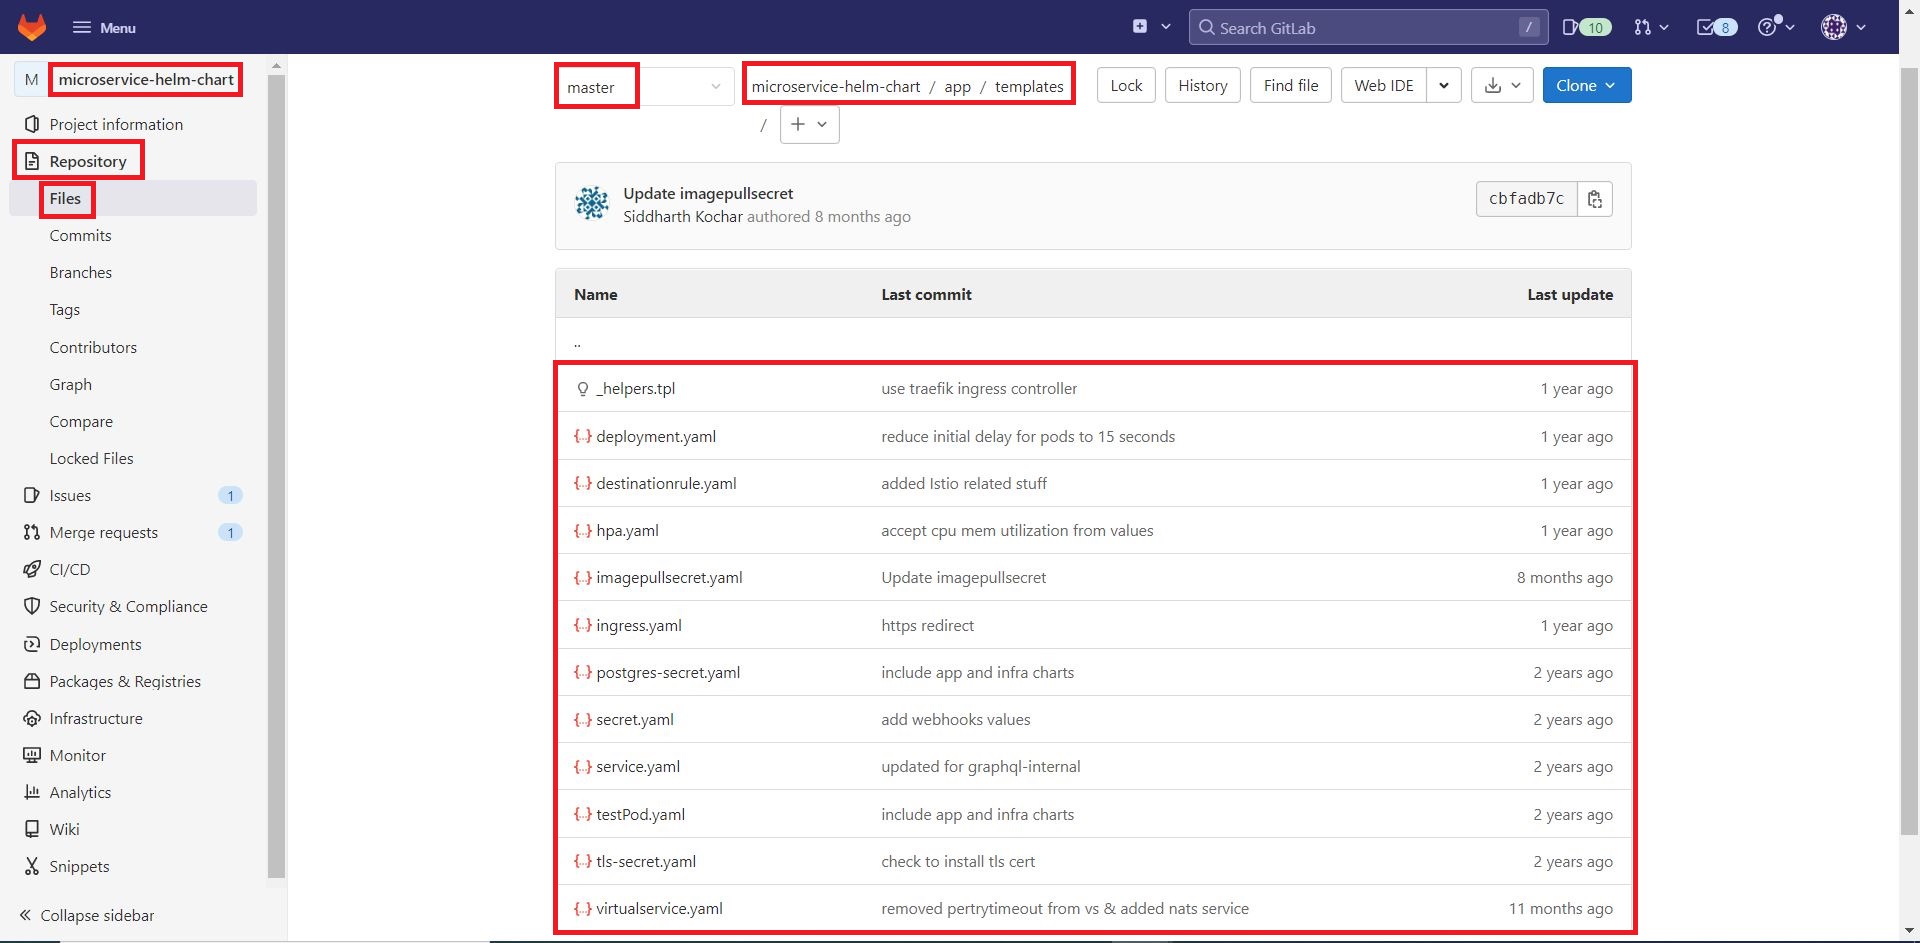 Menu
Search GitLab /
10
8
M microservice-helm-chart
Project information
Repository
Files
Commits
Branches
Tags
Contributors
Graph
Compare
Locked Files
Issues 1
Merge requests 1
CI/CD
Security & Compliance
Deployments
Packages & Registries
Infrastructure
Monitor
Analytics
Wiki
Snippets
« Collapse sidebar
master
microservice-helm-chart / app / templates
/ +
Lock
History
Find file
Web IDE
Clone
Update imagepullsecret
Siddharth Kochar authored 8 months ago
cbfadb7c
Name Last commit Last update
..
_helpers.tpl use traefik ingress controller 1 year ago
{..} deployment.yaml reduce initial delay for pods to 15 seconds 1 year ago
{..} destinationrule.yaml added Istio related stuff 1 year ago
{..} hpa.yaml accept cpu mem utilization from values 1 year ago
{..} imagepullsecret.yaml Update imagepullsecret 8 months ago
{..} ingress.yaml https redirect 1 year ago
{..} postgres-secret.yaml include app and infra charts 2 years ago
{..} secret.yaml add webhooks values 2 years ago
{..} service.yaml updated for graphql-internal 2 years ago
{..} testPod.yaml include app and infra charts 2 years ago
{..} tls-secret.yaml check to install tls cert 2 years ago
{..} virtualservice.yaml removed pertrytimeout from vs & added nats service 11 months ago